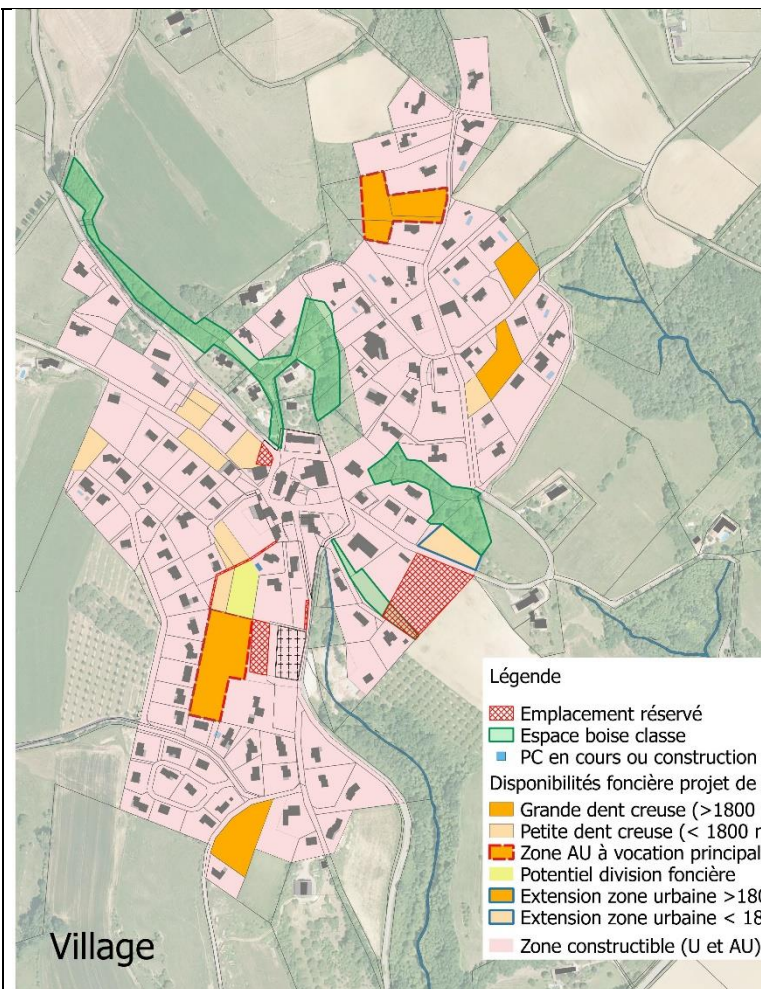 Légende
Emplacement réservé
Espace boise classe
PC en cours ou construction
Disponibilités foncière projet de
Grande dent creuse (>1800
Petite dent creuse (< 1800 r
Zone AU à vocation principal
Potentiel division foncière
Extension zone urbaine >180
Extension zone urbaine < 18
Zone constructible (U et AU)
Village